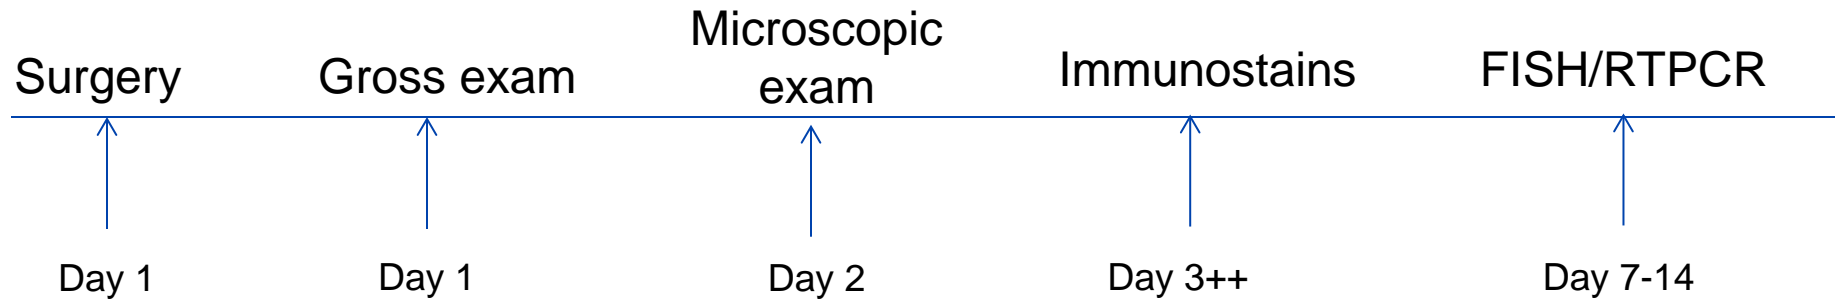 Surgery
Gross exam
Microscopic
exam
Immunostains
FISH/RTPCR
Day 1
Day 1
Day 2
Day 3++
Day 7-14